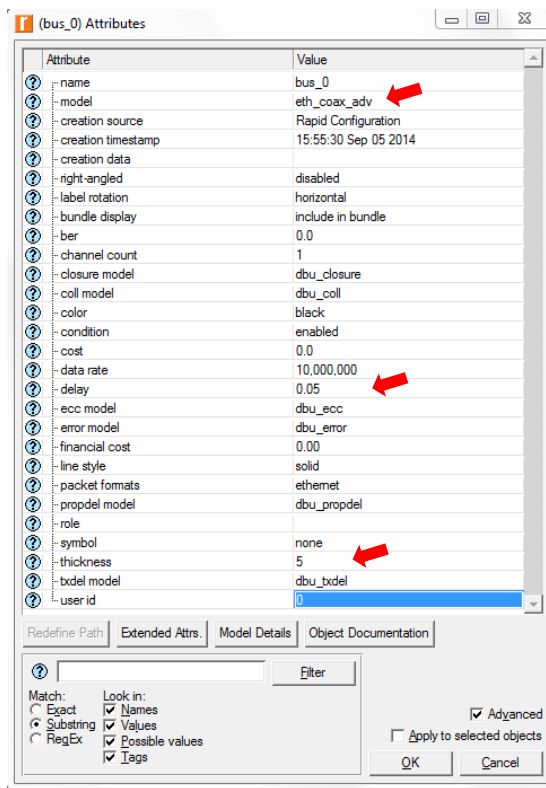 (bus_0) Attributes
Attribute Value
name bus_0
model eth_coax_adv
creation source Rapid Configuration
creation timestamp 15:55:30 Sep 05 2014
creation data
right-angled disabled
label rotation horizontal
bundle display include in bundle
ber 0.0
channel count 1
closure model dbu_closure
coll model dbu_coll
color black
condition enabled
cost 0.0
data rate 10,000,000
delay 0.05
ecc model dbu_ecc
error model dbu_error
financial cost 0.00
line style solid
packet formats ethernet
propdel model dbu_propdel
role
symbol none
thickness 5
txdel model dbu_txdel
user id 0
Redefine Path Extended Attrs. Model Details Object Documentation
Filter
Match: Look in:
Exact Names
Substring Values
RegEx Possible values
Tags
Advanced
Apply to selected objects
OK Cancel